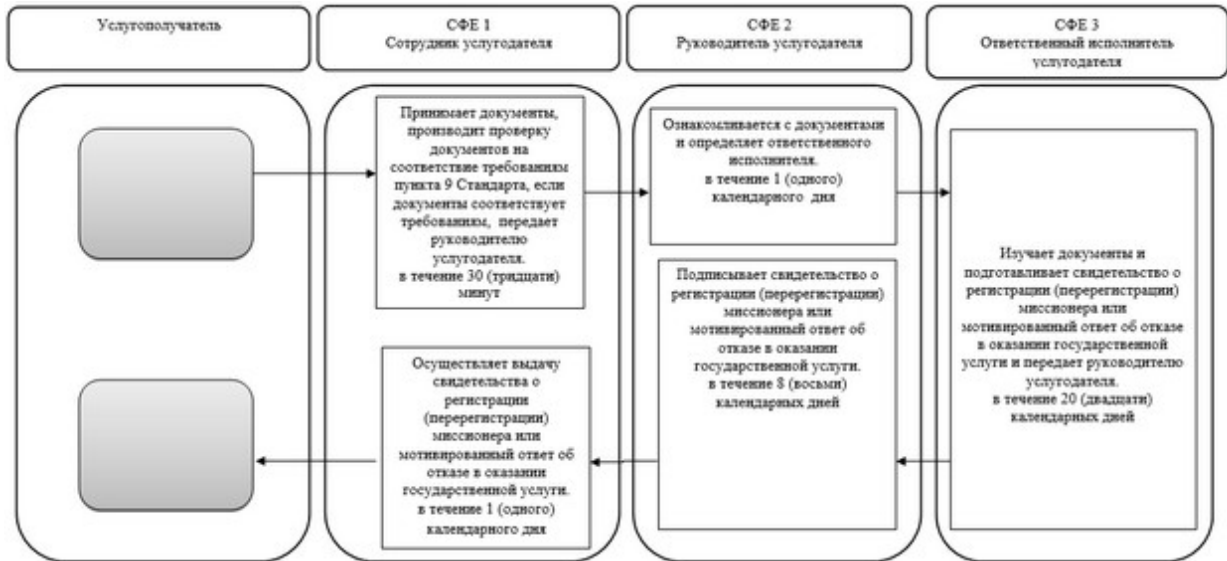 Услугополучатель
СФЕ 1
Сотрудник услугодателя
СФЕ 2
Руководитель услугодателя
СФЕ 3
Ответственный исполнитель
услугодателя
Принимает документы,
производит проверку
документов на
соответствие требованиям
пункта 9 Стандарта, если
документы соответствует
требованиям, передает
руководителю
услугодателя.
в течение 30 (тридцати)
минут
Ознакомливается с документами
и определяет ответственного
исполнителя.
в течение 1 (одного)
календарного дня
Изучает документы и
подготавливает свидетельство о
регистрации (перерегистрации)
миссионера или
мотивированный ответ об отказе
в оказании государственной
услуги и передает руководителю
услугодателя.
в течение 20 (двадцати)
календарных дней
Подписывает свидетельство о
регистрации (перерегистрации)
миссионера или
мотивированный ответ об
отказе в оказании
государственной услуги.
в течение 8 (восьми)
календарных дней
Осуществляет выдачу
свидетельства о
регистрации
(перерегистрации)
миссионера или
мотивированный ответ об
отказе в оказании
государственной услуги.
в течение 1 (одного)
календарного дня